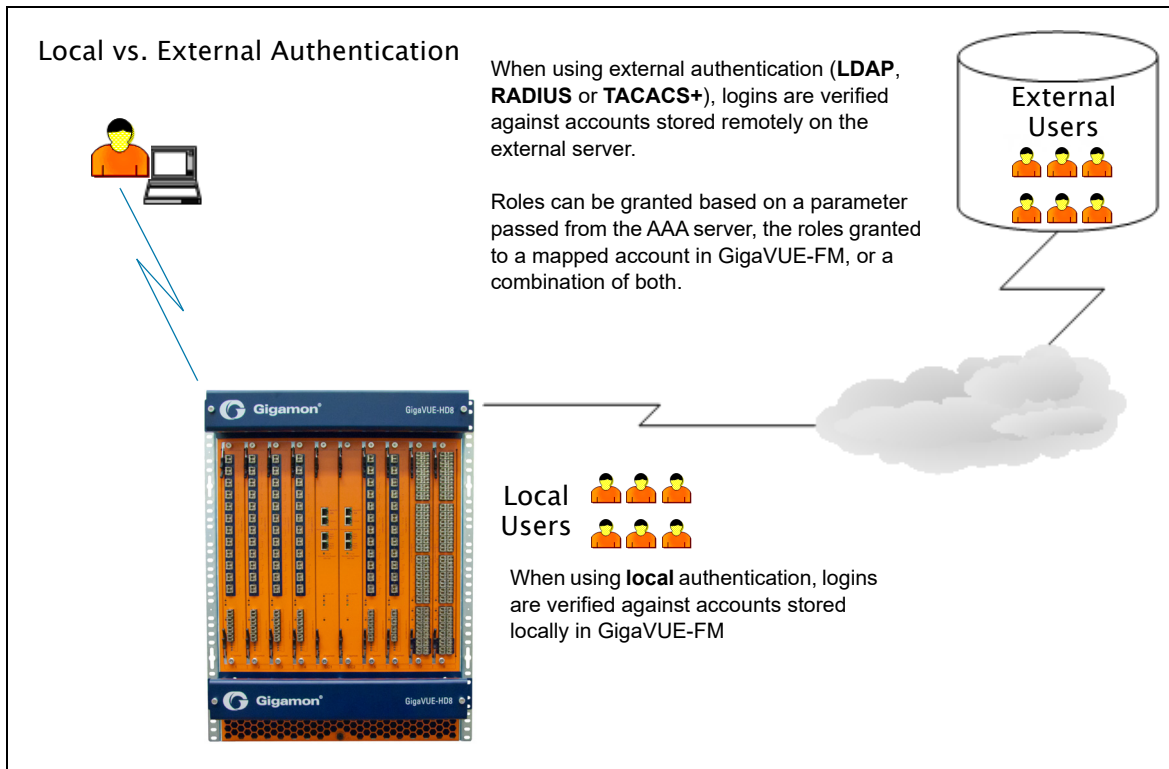 Local vs. External Authentication
When using external authentication (LDAP,
RADIUS or TACACS+), logins are verified
against accounts stored remotely on the
external server.
Roles can be granted based on a parameter
passed from the AAA server, the roles granted
to a mapped account in GigaVUE-FM, or a
combination of both.
External
Users
Gigamon®
GigaVUE-HD8
Local
Users
When using local authentication, logins
are verified against accounts stored
locally in GigaVUE-FM
Gigamon®
GigaVUE-HD8